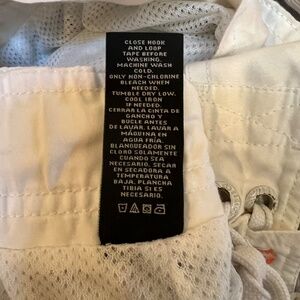 CLOSE HOOK
AND LOOP
TAPE BEFORE
WASHING.
MACHINE WASH
COLD.
ONLY NON-CHLORINE
BLEACH WHEN
NEEDED.
TUMBLE DRY LOW.
COOL IRON
IF NEEDED.
CERRAR LA CINTA DE
GANCHO Y
BUCLE ANTES
DE LAVAR. LAVAR A
MÁQUINA EN
AGUA FRÍA.
BLANQUEADOR SIN
CLORO SOLAMENTE
CUANDO SEA
NECESARIO. SECAR
EN SECADORA A
TEMPERATURA
BAJA. PLANCHA
TIBIA SI ES
NECESARIO.